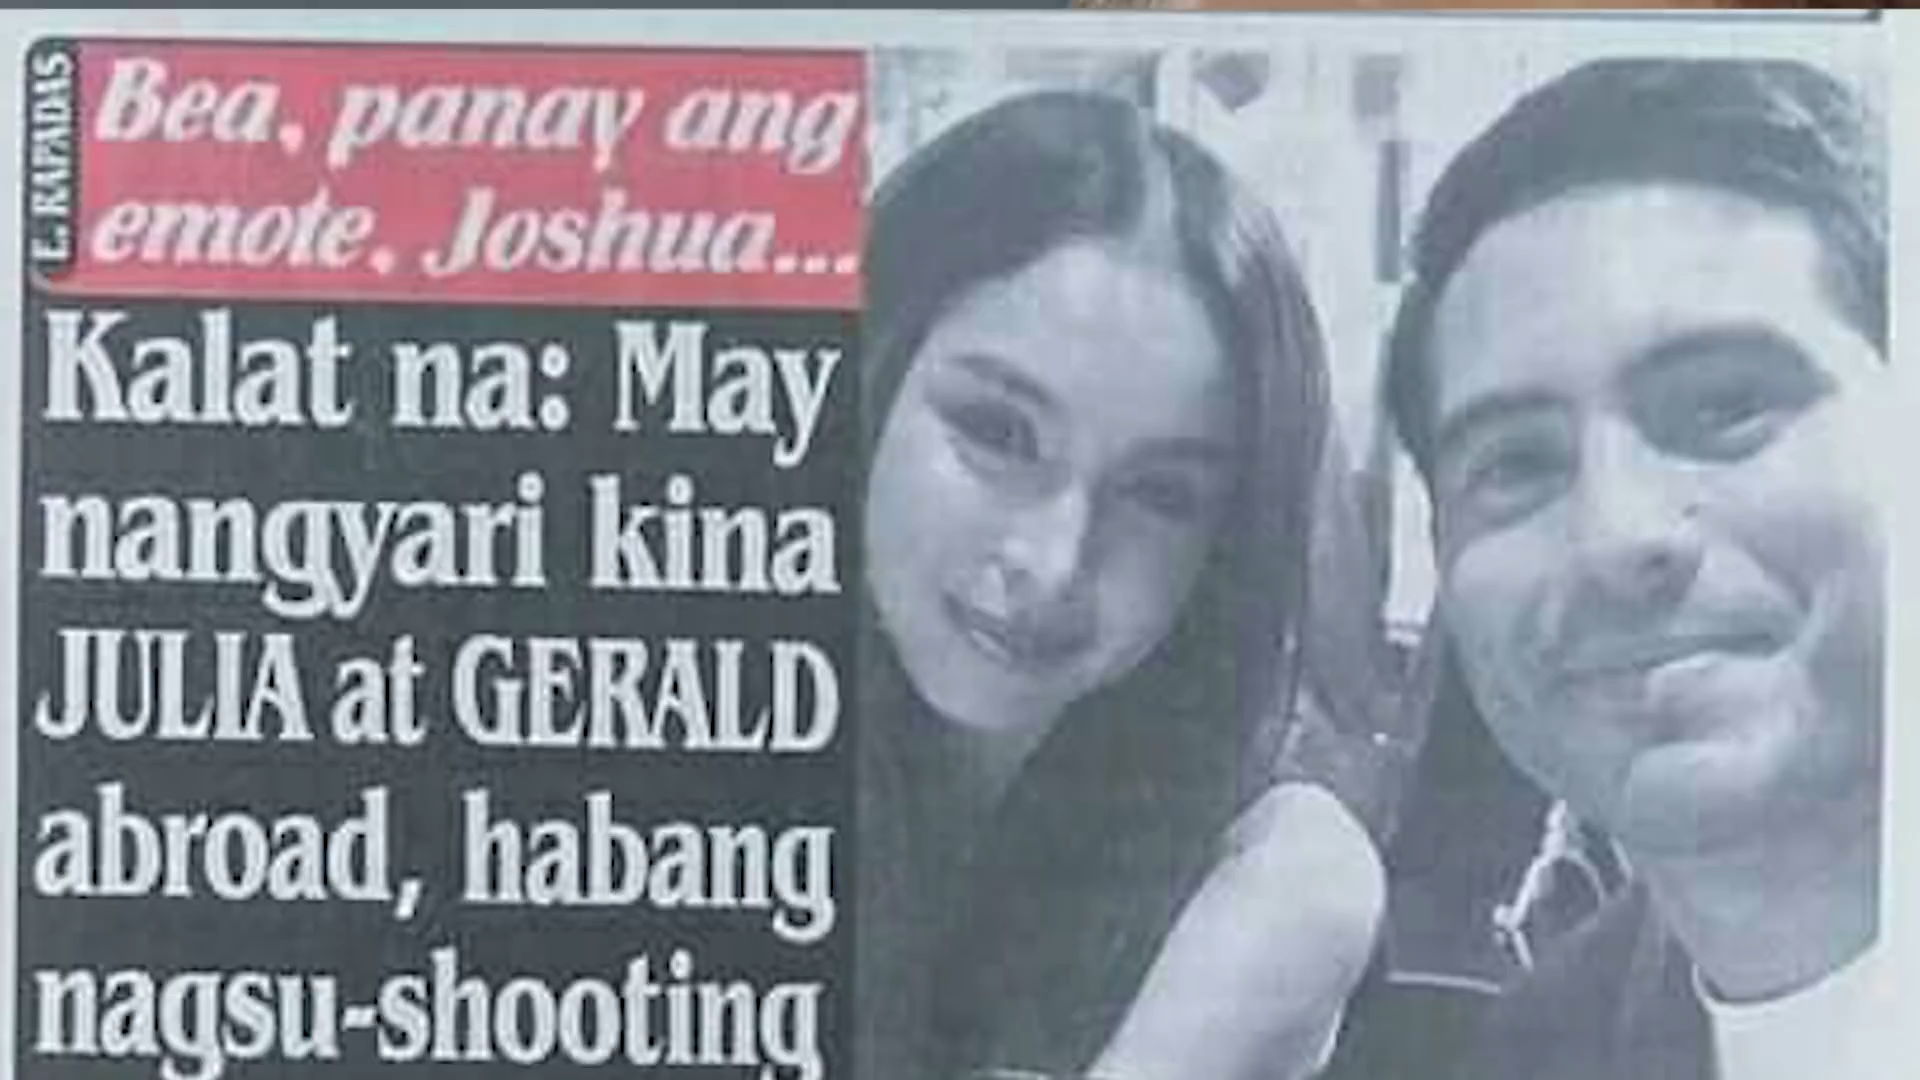 E. RAPADAS
Bea, panay ang
emote, Joshua...
Kalat na: May
nangyari kina
JULIA at GERALD
abroad, habang
nagsu-shooting